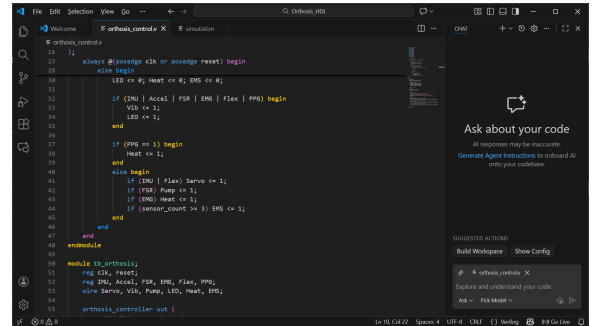 File Edit Selection View Go ... ← → Orthosis_HDL
Welcome orthosis_control.v × simulation
orthosis_control.v
16 );
23 always @(posedge clk or posedge reset) begin
28 else begin
30 LED <= 0; Heat <= 0; EMS <= 0;
31
32 if (IMU | Accel | FSR | EMG | Flex | PPG) begin
33 Vib <= 1;
34 LED <= 1;
35 end
36
37 if (PPG == 1) begin
38 Heat <= 1;
39 end
40 else begin
41 if (IMU | Flex) Servo <= 1;
42 if (FSR) Pump <= 1;
43 if (EMG) Heat <= 1;
44 if (sensor_count >= 3) EMS <= 1;
45 end
46 end
47 end
48 endmodule
49
50 module tb_orthosis;
51 reg clk, reset;
52 reg IMU, Accel, FSR, EMG, Flex, PPG;
53 wire Servo, Vib, Pump, LED, Heat, EMS;
54
55 orthosis_controller uut (
CHAT
Ask about your code
AI responses may be inaccurate.
Generate Agent Instructions to onboard AI
onto your codebase.
SUGGESTED ACTIONS
Build Workspace Show Config
orthosis_control.v ×
Explore and understand your code
Ask Pick Model
0 0 Ln 10, Col 22 Spaces: 4 UTF-8 CRLF {} Verilog Go Live